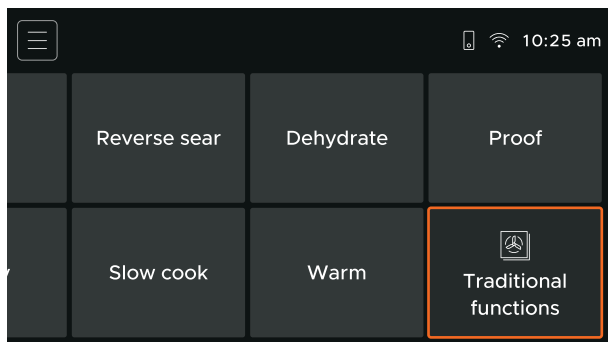 10:25 am
Reverse sear
Dehydrate
Proof
Slow cook
Warm
Traditional
functions